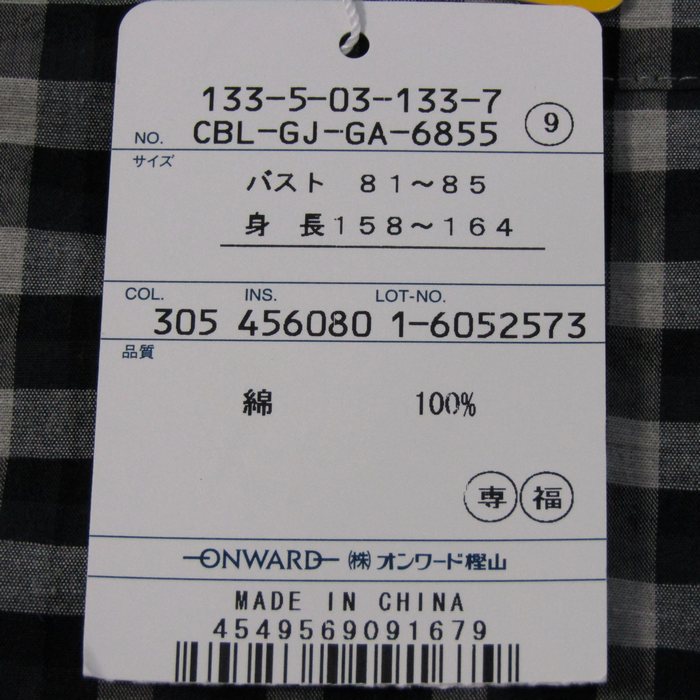 133-5-03-133-7
NO. CBL-GJ-GA-6855 ⑨
サイズ
バスト 81～85
身 長158～164
COL. INS. LOT-NO.
305 456080 1-6052573
品質
綿 100%
専 福
ONWARD ㈱オンワード樫山
MADE IN CHINA
4549569091679